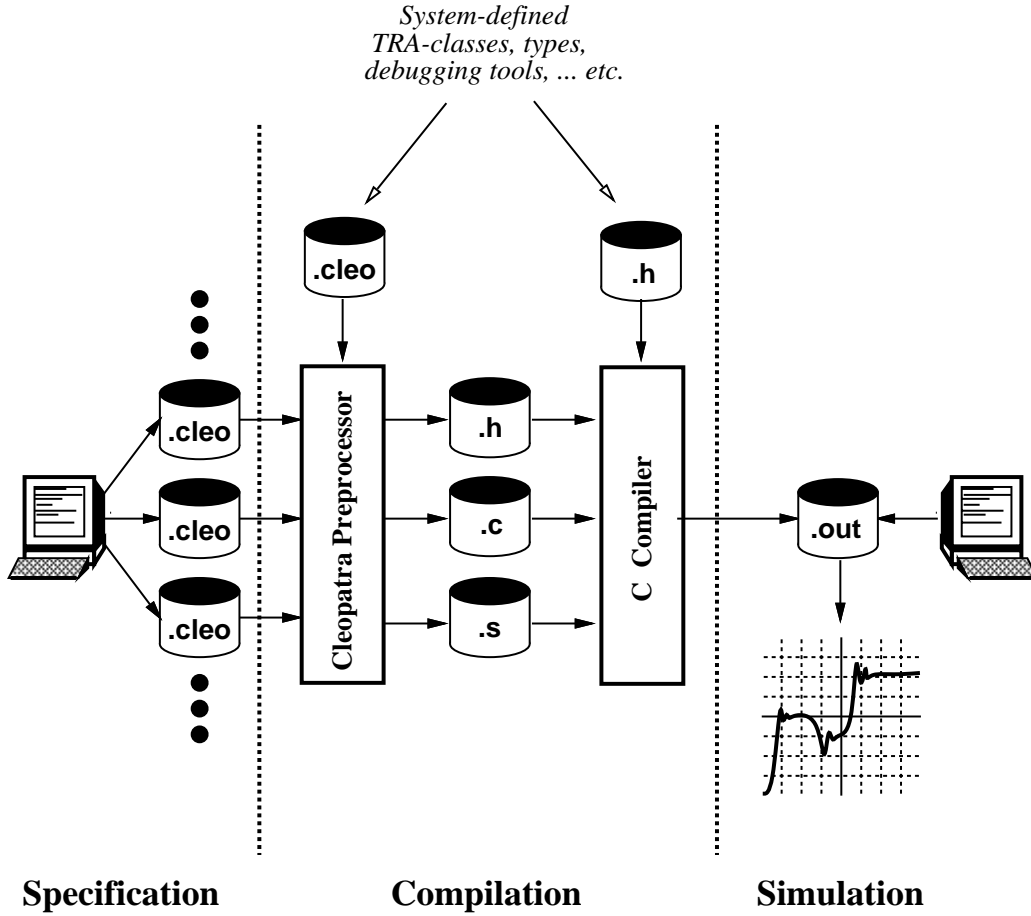 System-defined
TRA-classes, types,
debugging tools, ... etc.
.cleo
.h
.cleo
.cleo
.cleo
Cleopatra Preprocessor
.h
.c
.s
C Compiler
.out
Specification
Compilation
Simulation